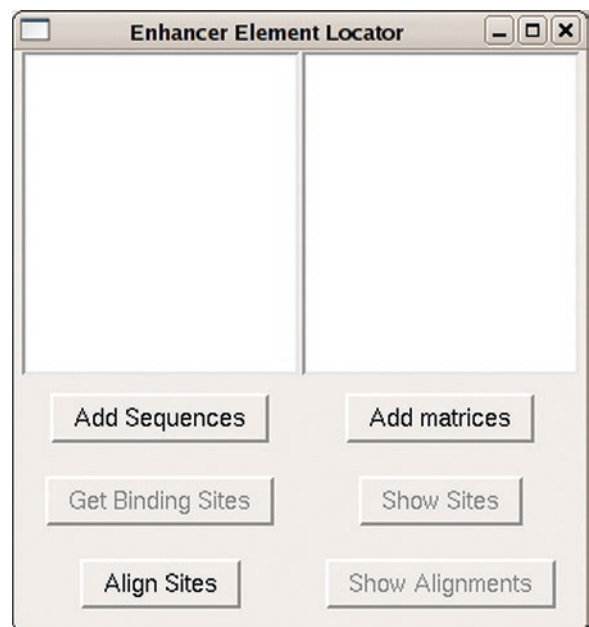 Enhancer Element Locator
Add Sequences
Add matrices
Get Binding Sites
Show Sites
Align Sites
Show Alignments